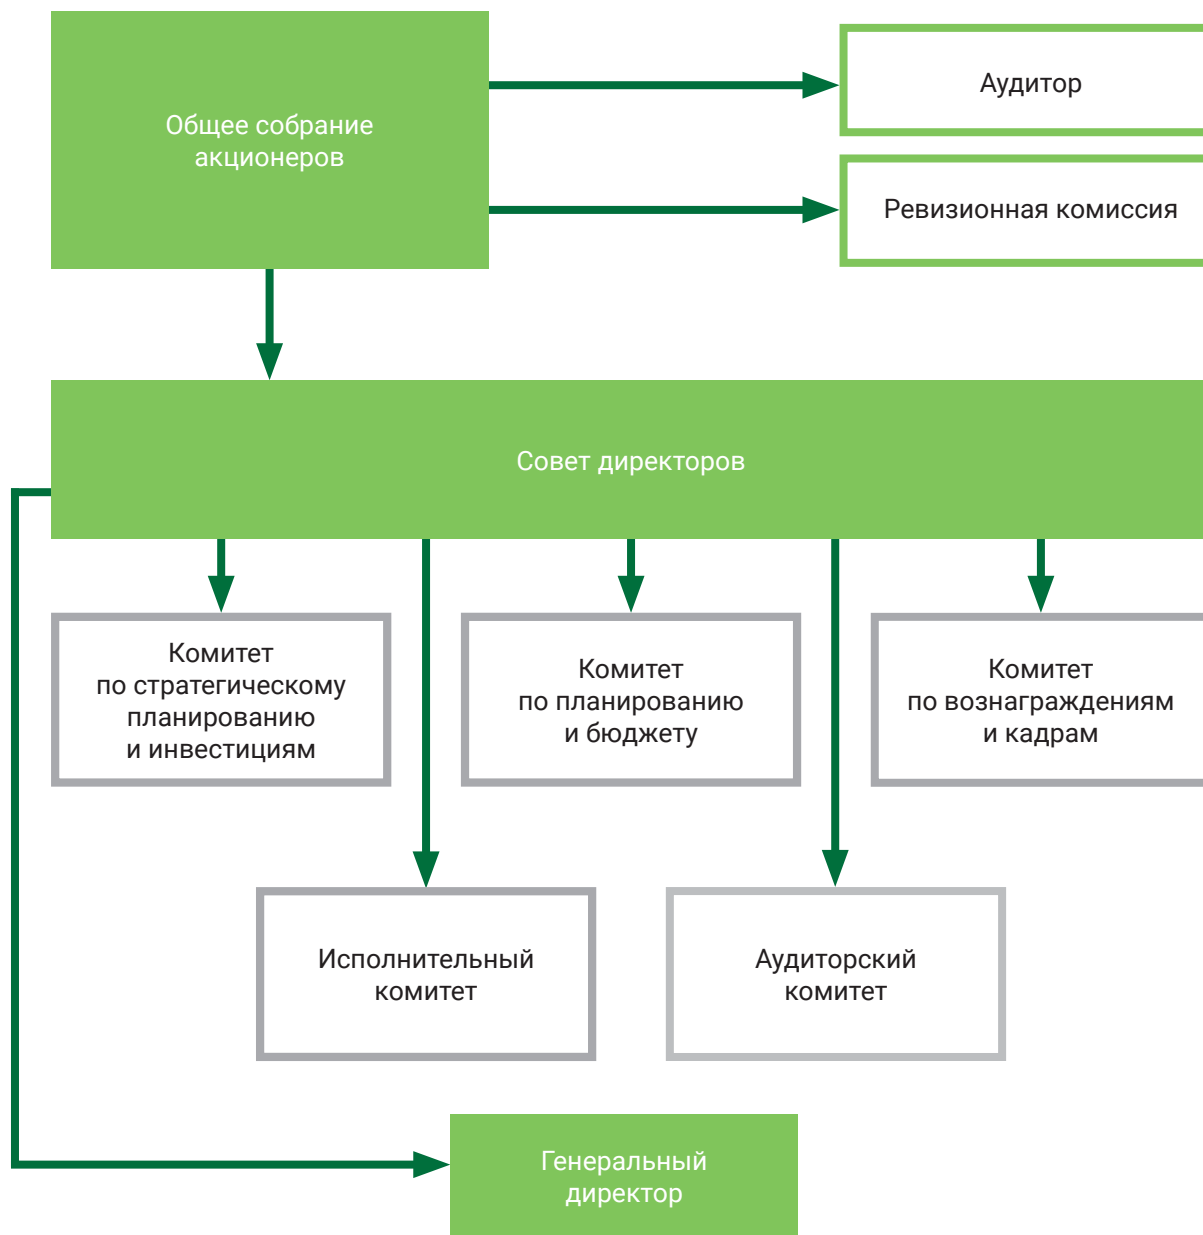 Общее собрание
акционеров
Аудитор
Ревизионная комиссия
Совет директоров
Комитет
по стратегическому
планированию
и инвестициям
Комитет
по планированию
и бюджету
Комитет
по вознаграждениям
и кадрам
Исполнительный
комитет
Аудиторский
комитет
Генеральный
директор